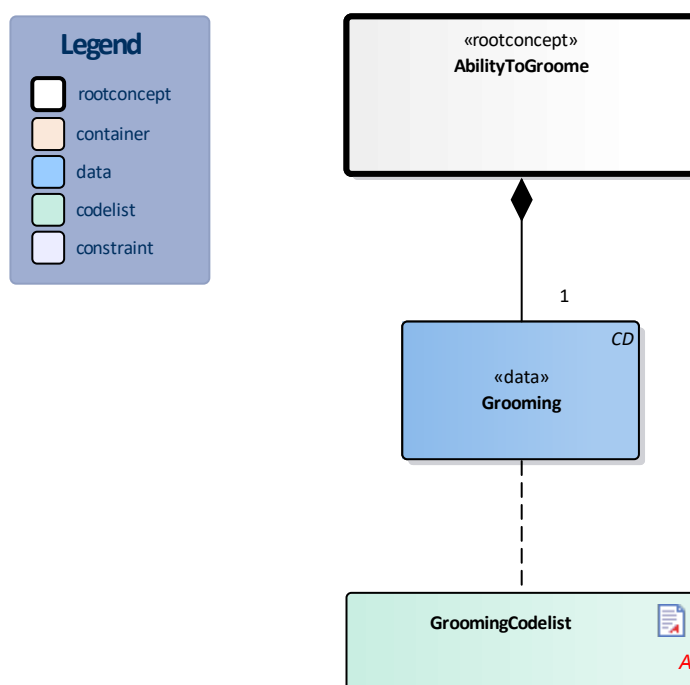 Legend
rootconcept
container
data
codelist
constraint
«rootconcept»
AbilityToGroome
1
CD
«data»
Grooming
GroomingCodelist
A